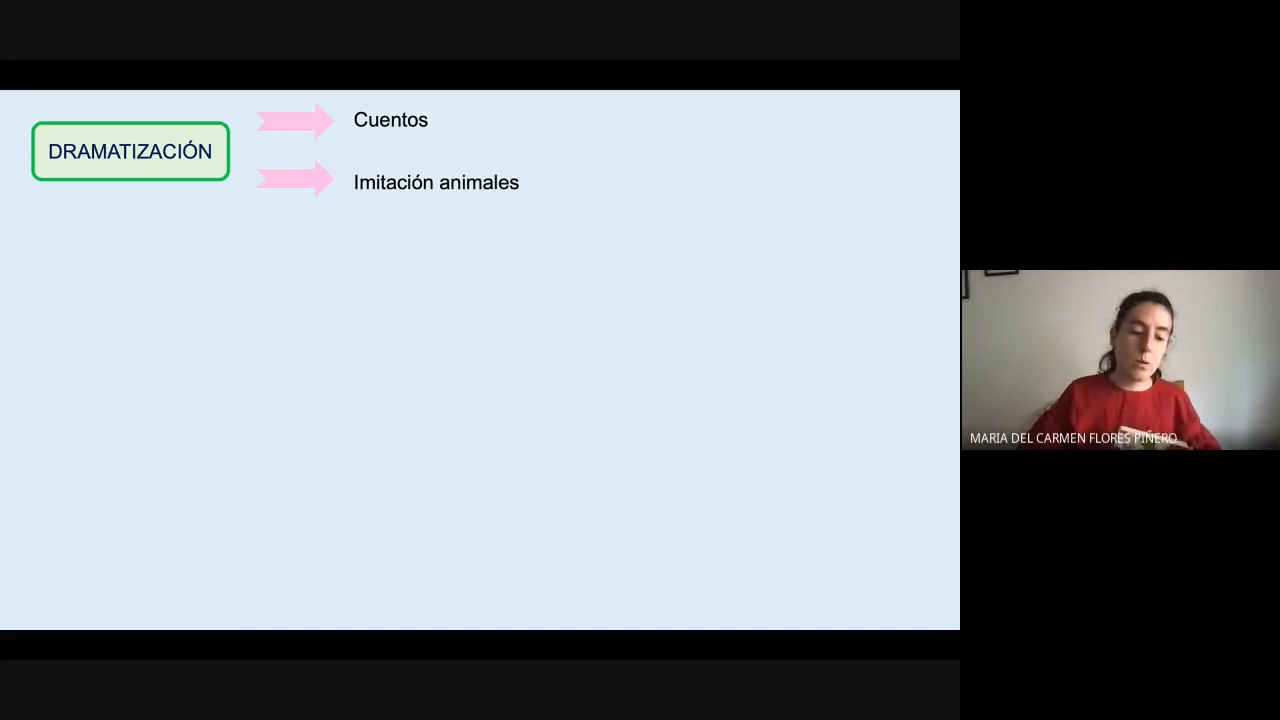 DRAMATIZACIÓN
Cuentos
Imitación animales
MARIA DEL CARMEN FLORES PIÑERO